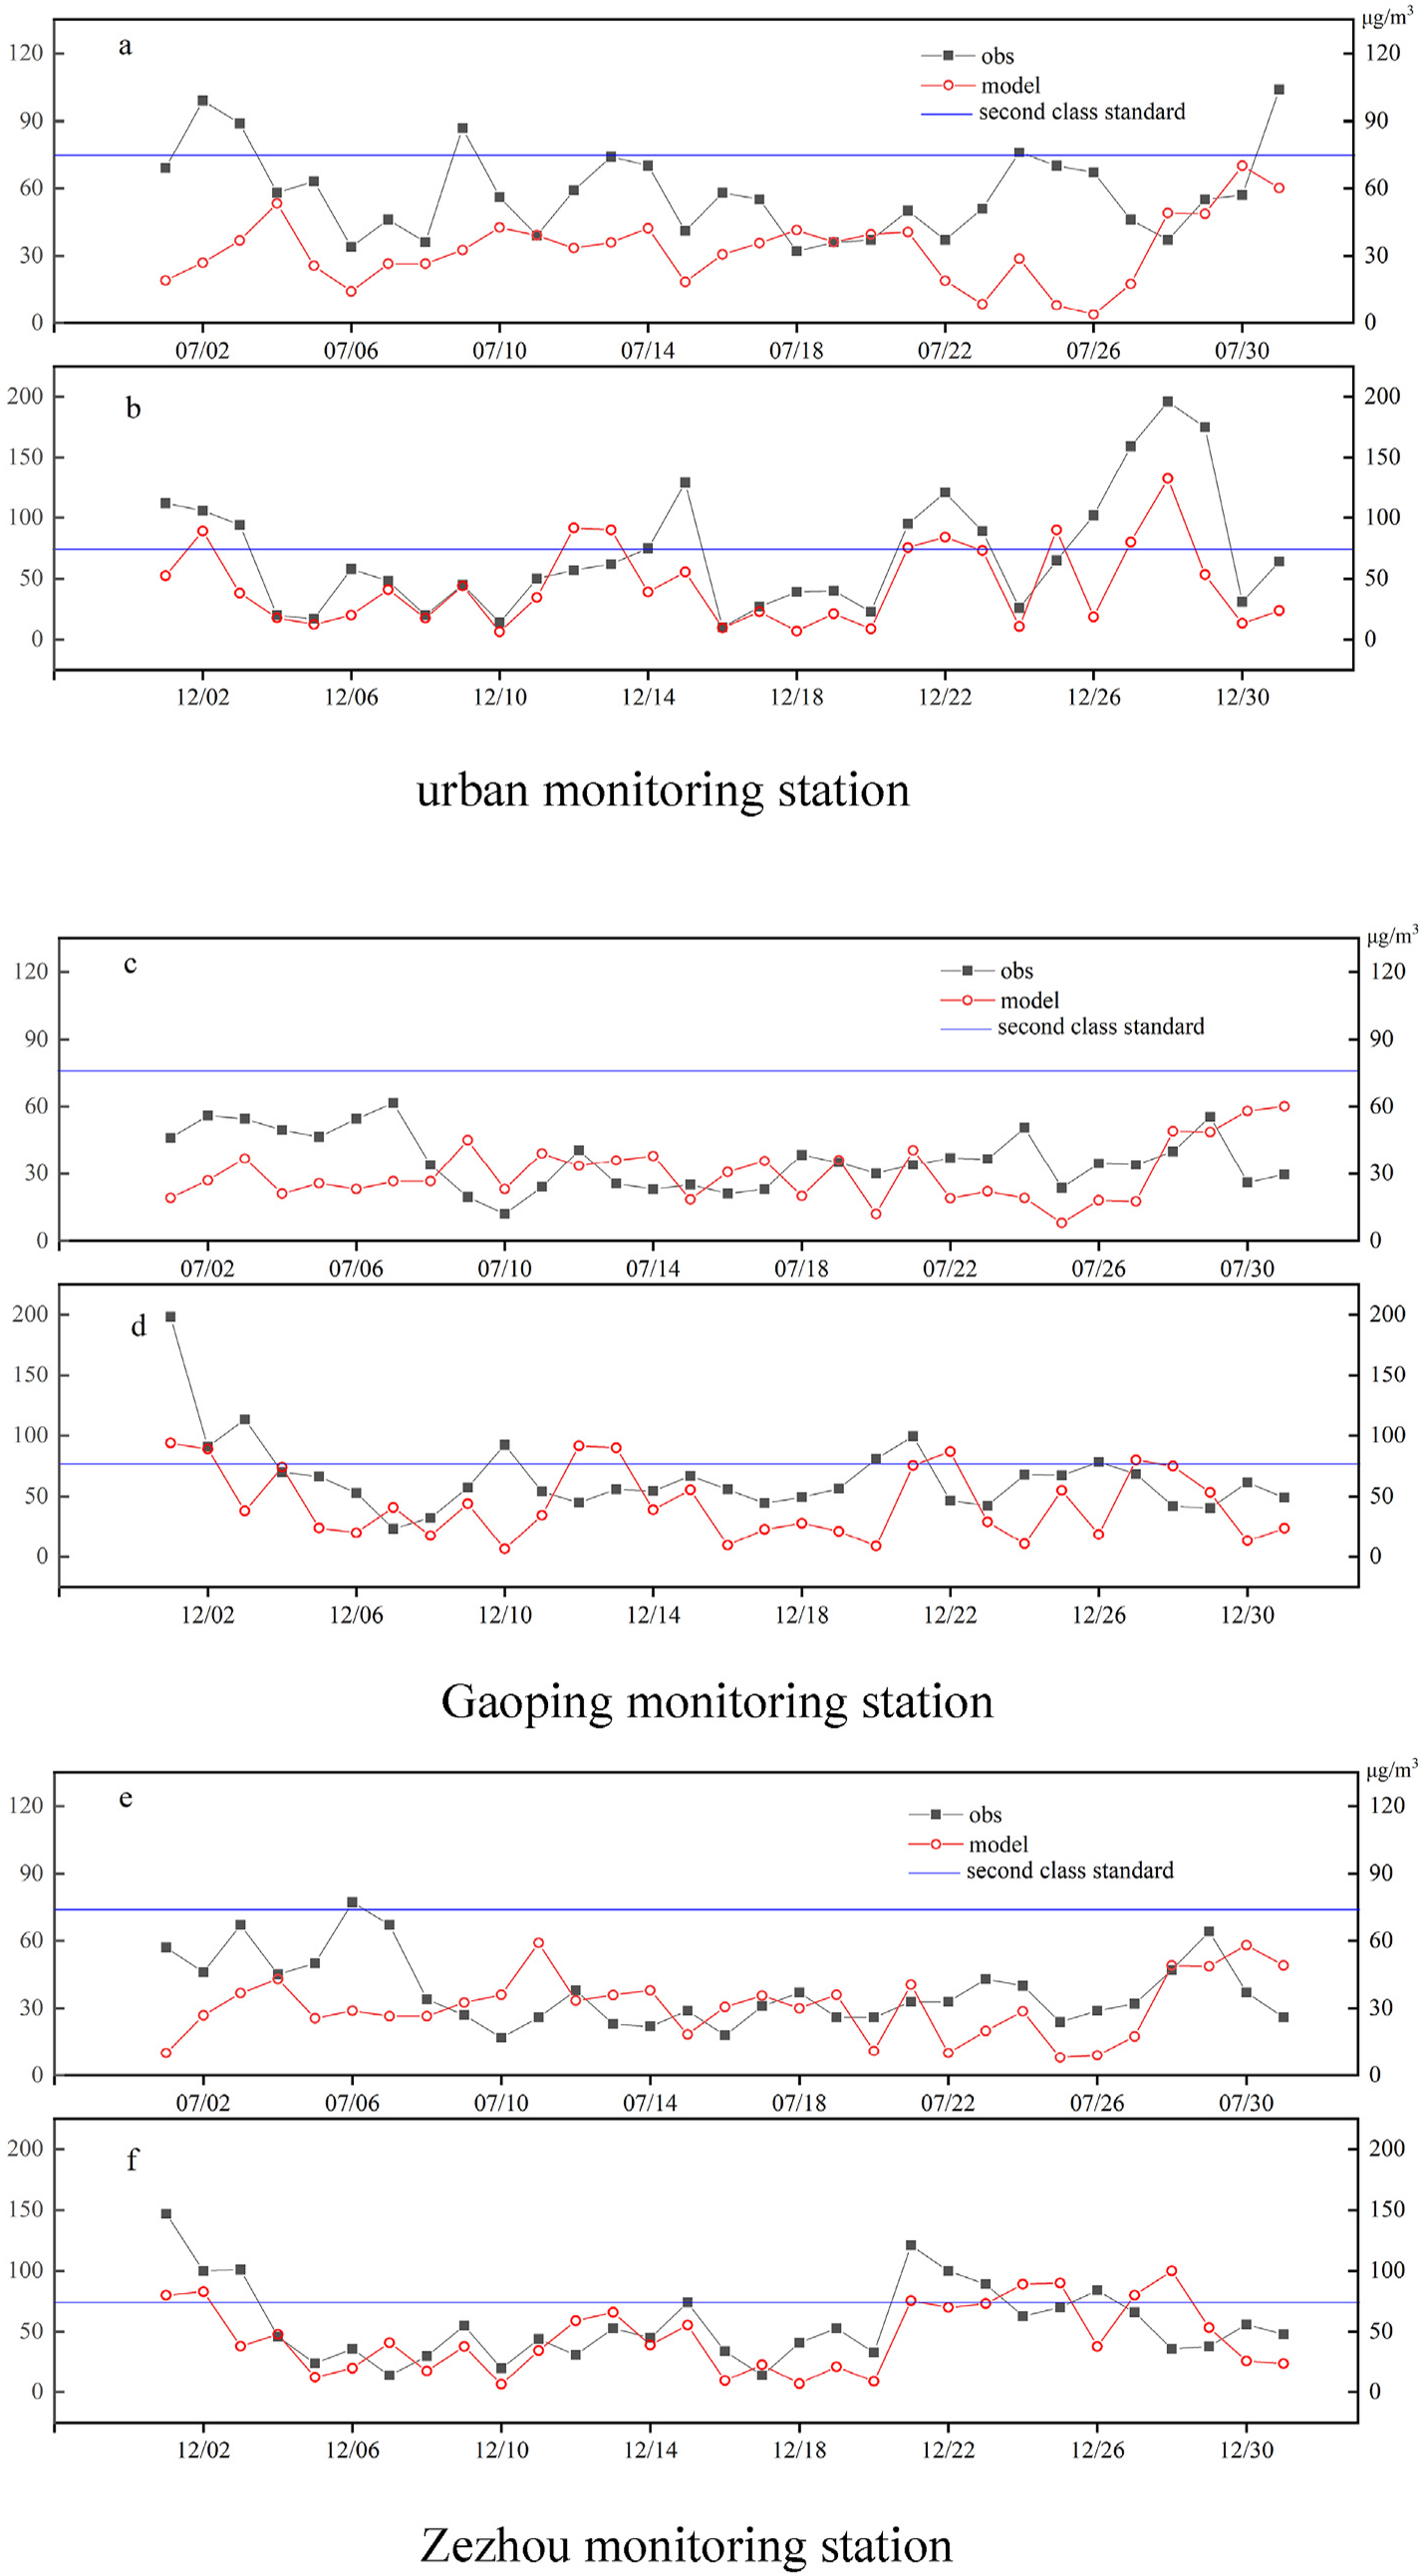 μg/m³
a
obs
model
second class standard
120 120
90 90
60 60
30 30
0 0
07/02 07/06 07/10 07/14 07/18 07/22 07/26 07/30
b
200 200
150 150
100 100
50 50
0 0
12/02 12/06 12/10 12/14 12/18 12/22 12/26 12/30
urban monitoring station
μg/m³
c
obs
model
second class standard
120 120
90 90
60 60
30 30
0 0
07/02 07/06 07/10 07/14 07/18 07/22 07/26 07/30
d
200 200
150 150
100 100
50 50
0 0
12/02 12/06 12/10 12/14 12/18 12/22 12/26 12/30
Gaoping monitoring station
μg/m³
e
obs
model
second class standard
120 120
90 90
60 60
30 30
0 0
07/02 07/06 07/10 07/14 07/18 07/22 07/26 07/30
f
200 200
150 150
100 100
50 50
0 0
12/02 12/06 12/10 12/14 12/18 12/22 12/26 12/30
Zezhou monitoring station